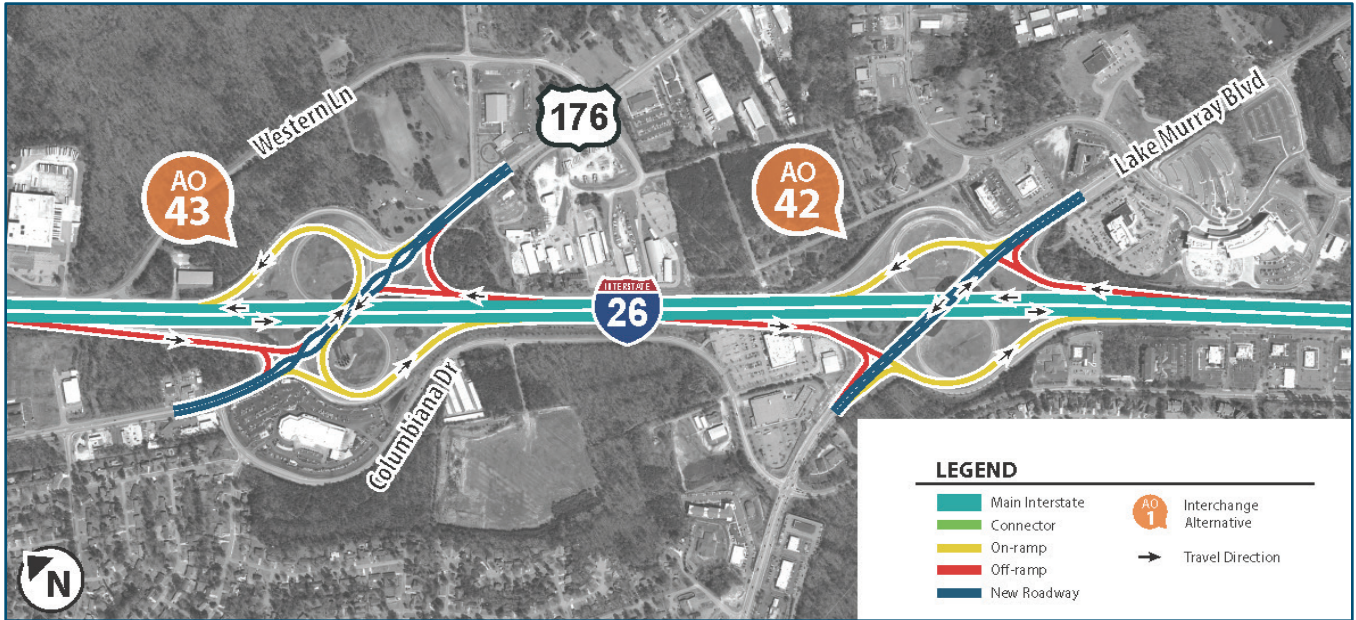 Western Ln
176
AO
43
AO
42
Lake Murray Blvd
INTERSTATE
26
Columbiana Dr
N
LEGEND
Main Interstate
Connector
On-ramp
Off-ramp
New Roadway
AO
1
Interchange
Alternative
Travel Direction